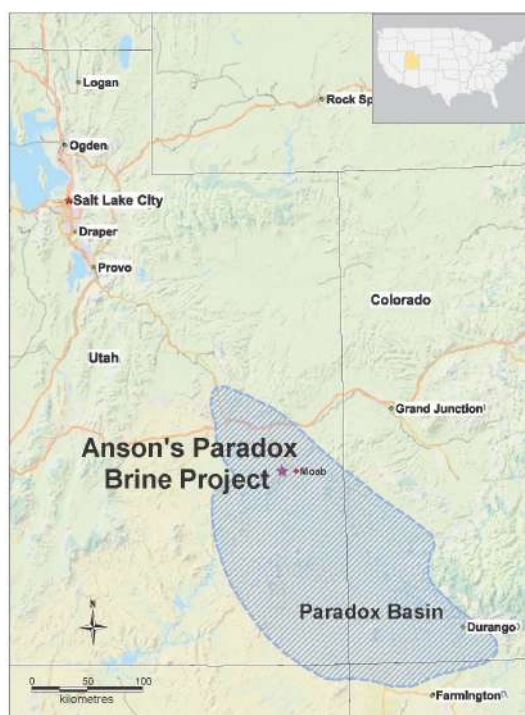 Logan
Rock Sp
Ogden
Salt Lake City
Draper
Provo
Colorado
Utah
Grand Junction
Anson's Paradox
Brine Project
Moab
Paradox Basin
N
Durango
0 50 100
kilometres
Farmington